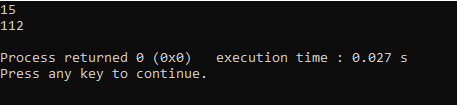 15
112
Process returned 0 (0x0)   execution time : 0.027 s
Press any key to continue.